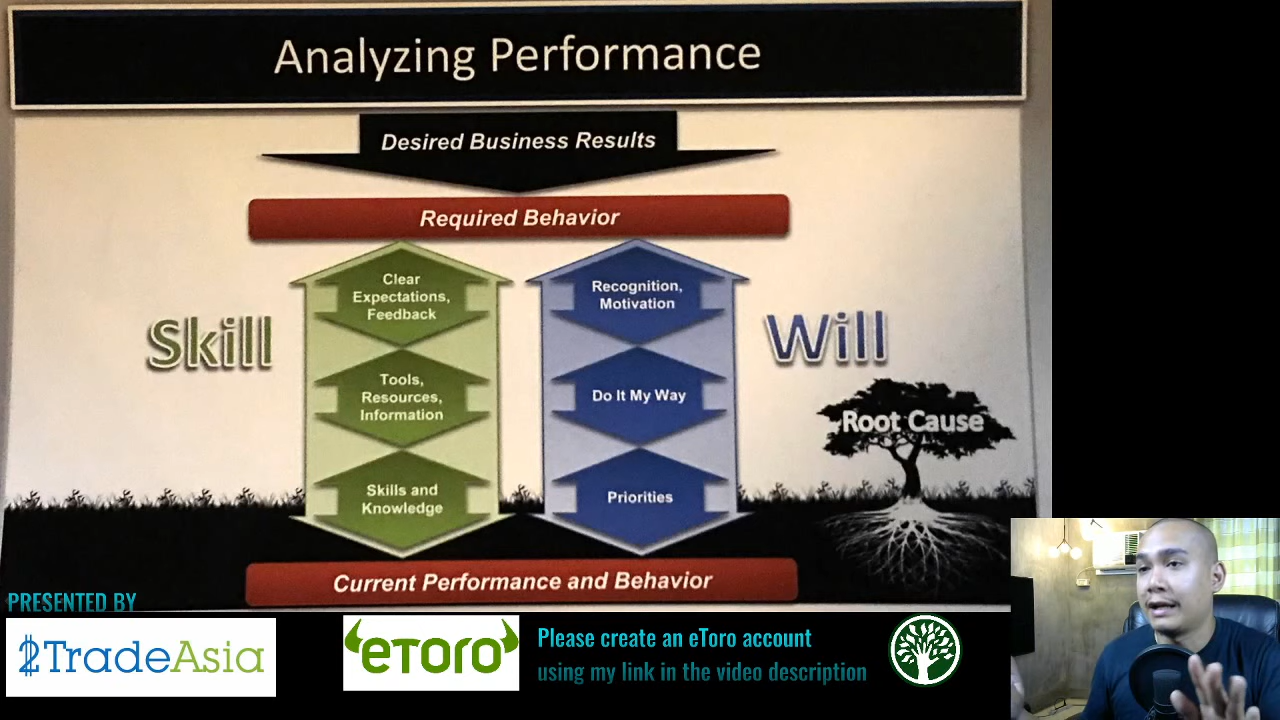 Analyzing Performance
Desired Business Results
Required Behavior
Skill
Clear
Expectations,
Feedback
Tools,
Resources,
Information
Skills and
Knowledge
Recognition,
Motivation
Do It My Way
Priorities
Will
Root Cause
Current Performance and Behavior
PRESENTED BY
2TradeAsia
eToro
Please create an eToro account
using my link in the video description